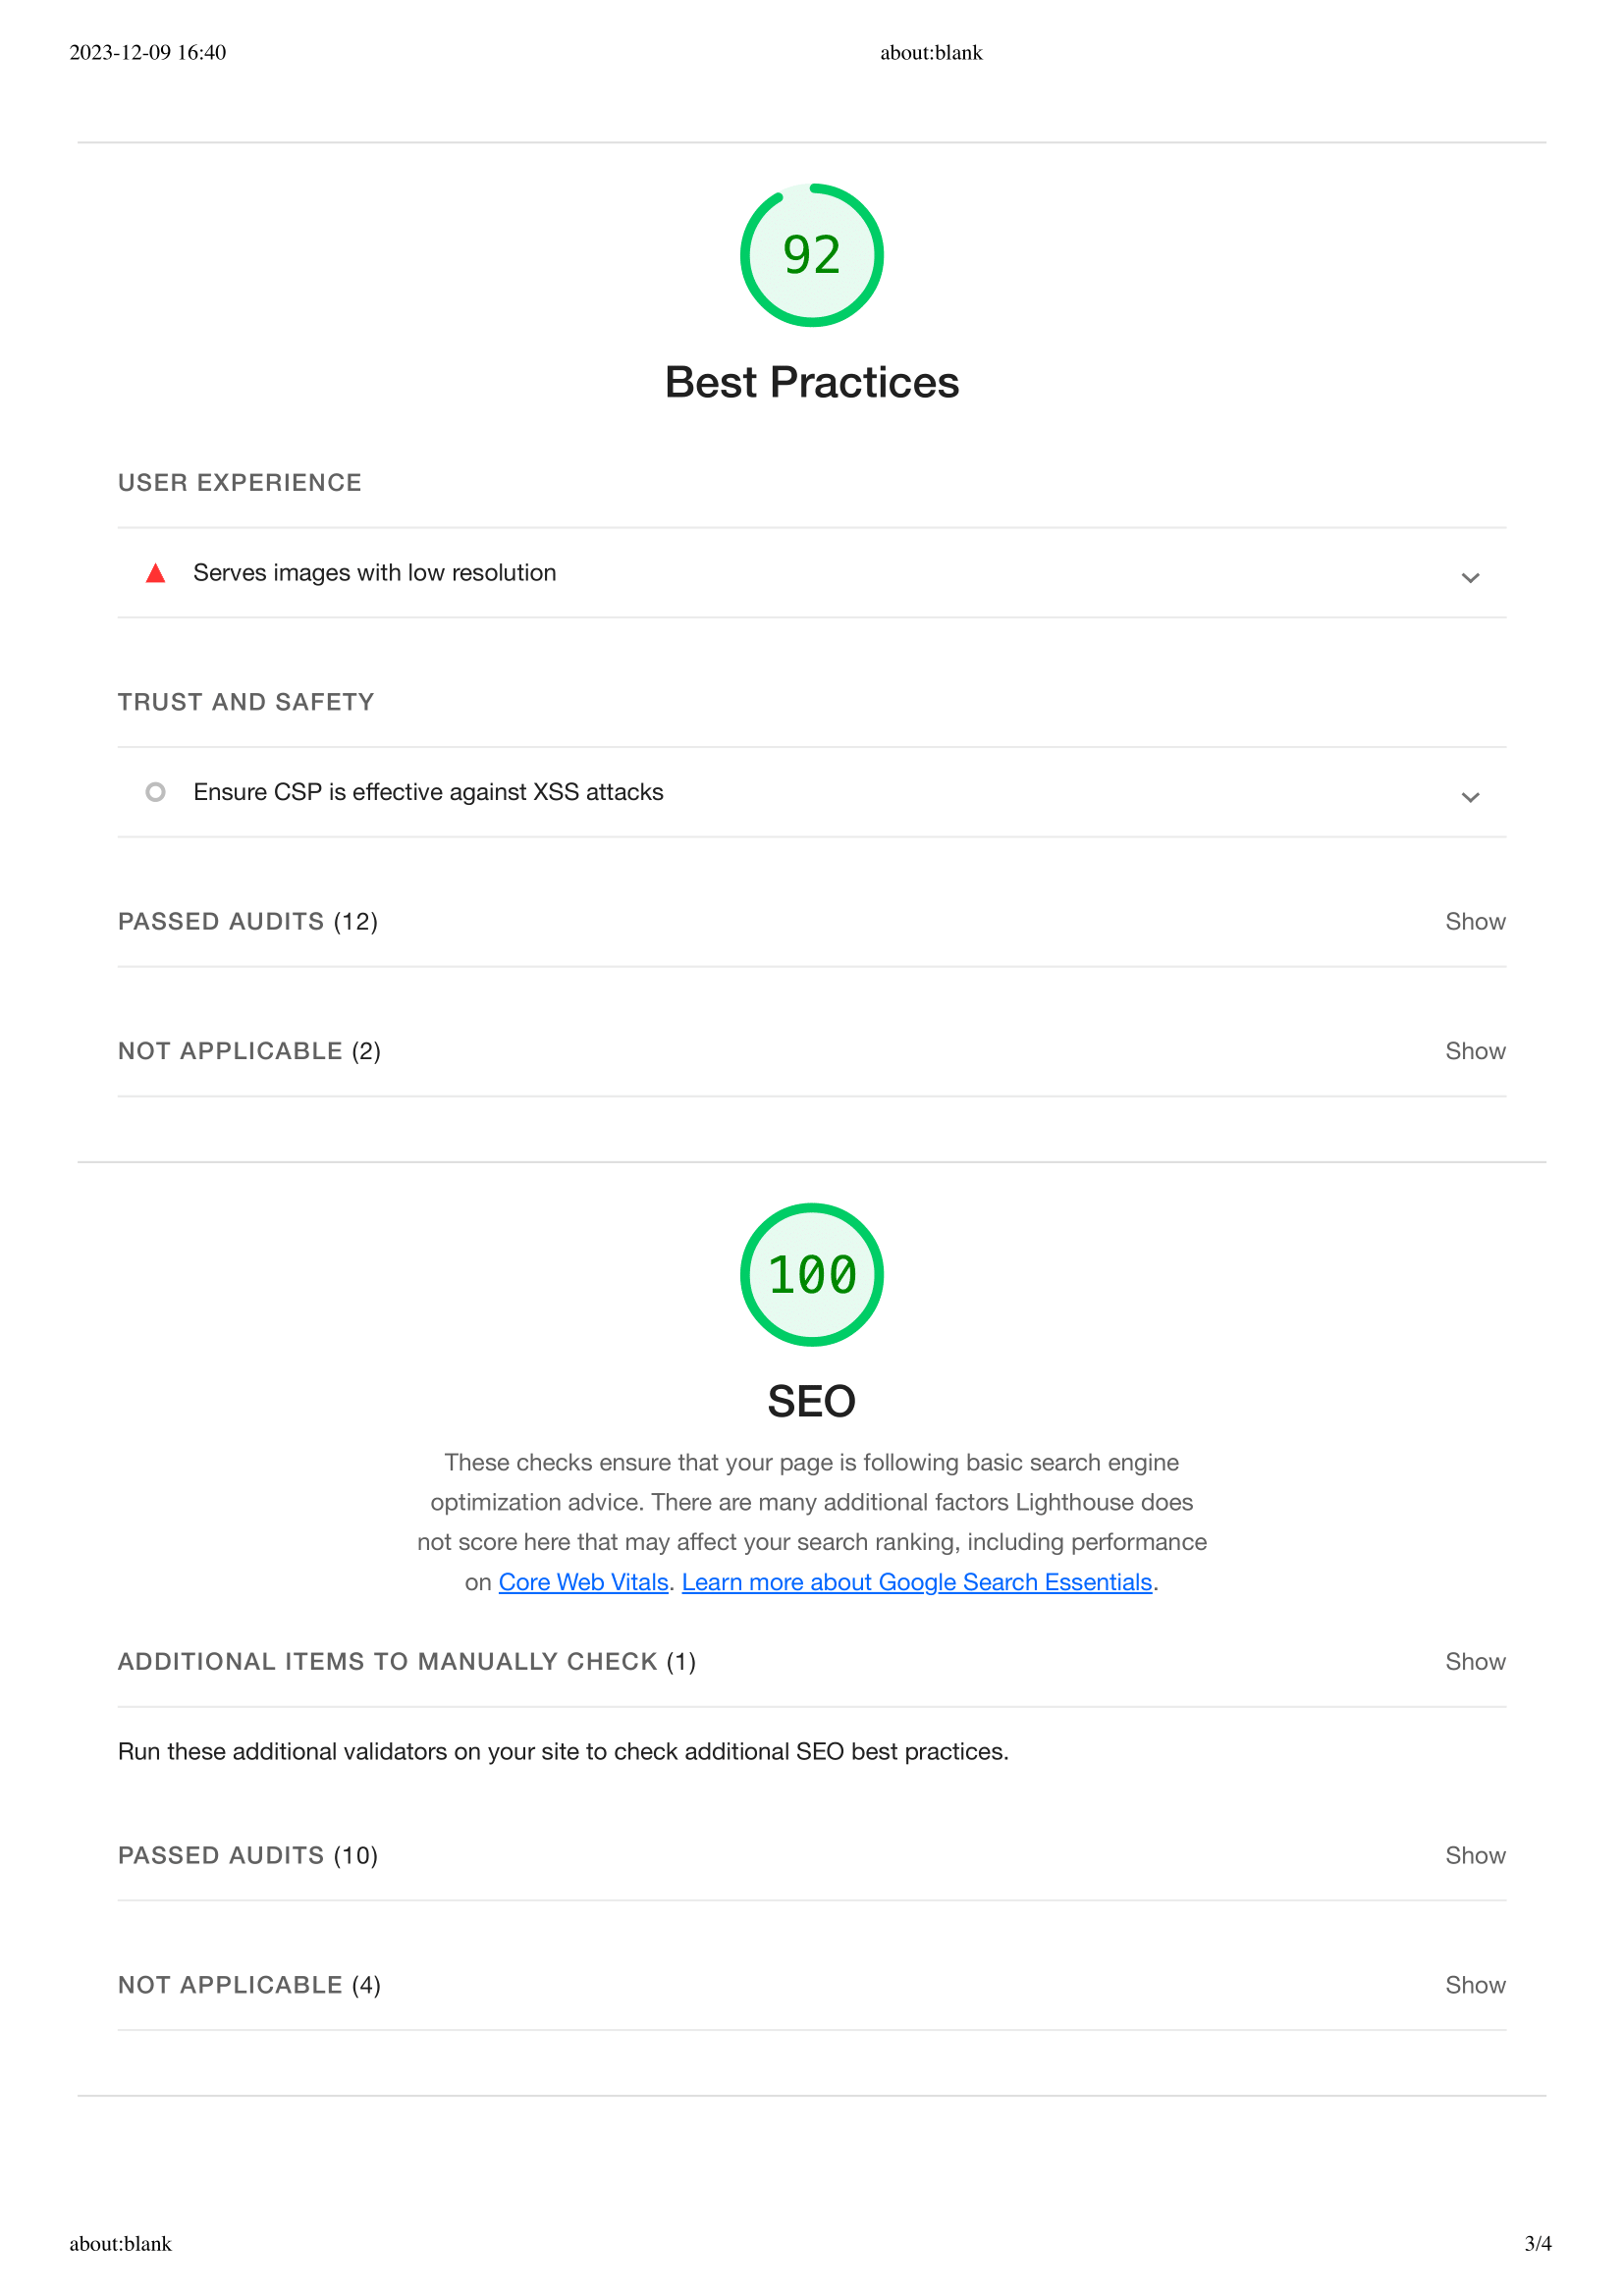 2023-12-09 16:40 about:blank
92
Best Practices
USER EXPERIENCE
Serves images with low resolution
TRUST AND SAFETY
Ensure CSP is effective against XSS attacks
PASSED AUDITS (12) Show
NOT APPLICABLE (2) Show
100
SEO
These checks ensure that your page is following basic search engine
optimization advice. There are many additional factors Lighthouse does
not score here that may affect your search ranking, including performance
on Core Web Vitals. Learn more about Google Search Essentials.
ADDITIONAL ITEMS TO MANUALLY CHECK (1) Show
Run these additional validators on your site to check additional SEO best practices.
PASSED AUDITS (10) Show
NOT APPLICABLE (4) Show
about:blank 3/4